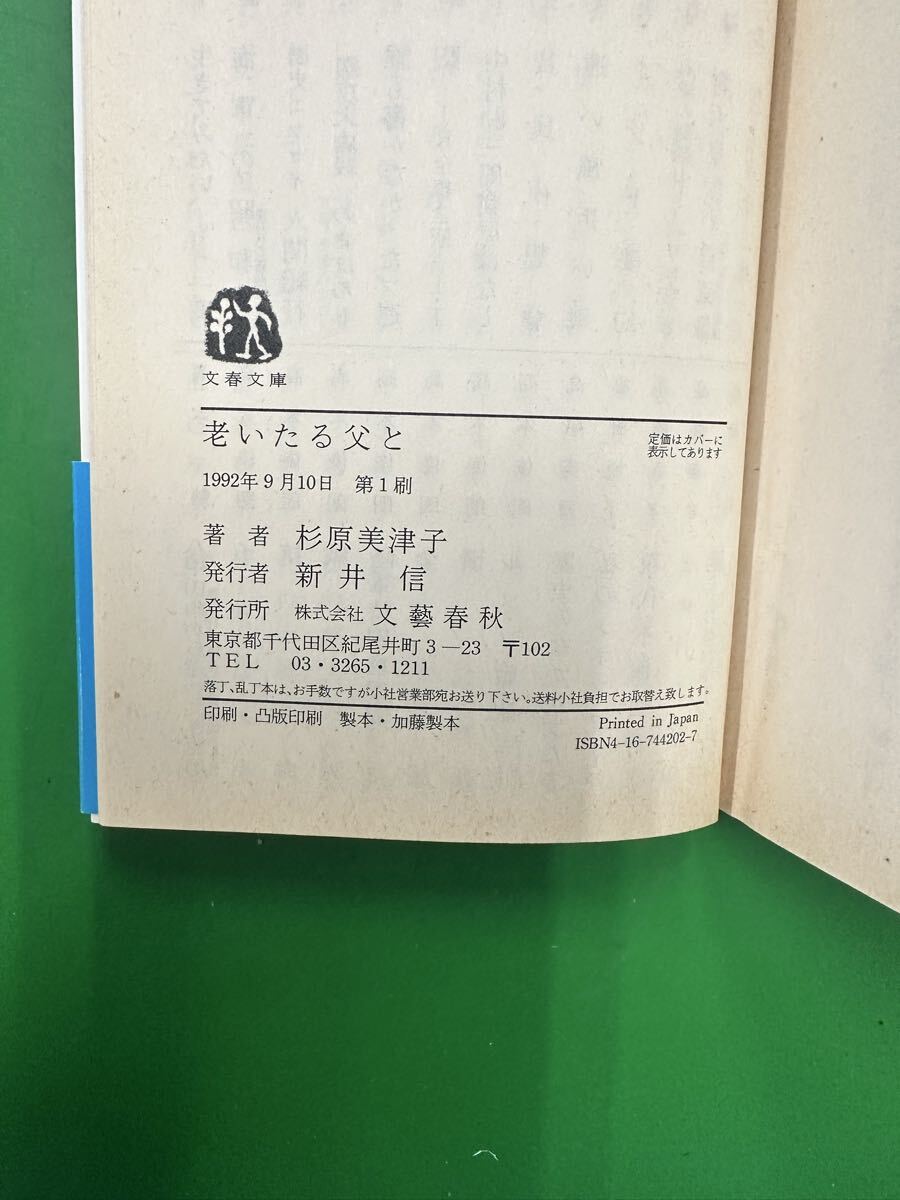 文春文庫
老いたる父と
定価はカバーに
表示してあります
1992年9月10日 第1刷
著者 杉原美津子
発行者 新井信
発行所 株式会社 文藝春秋
東京都千代田区紀尾井町3―23 〒102
TEL 03・3265・1211
落丁、乱丁本は、お手数ですが小社営業部宛お送り下さい。送料小社負担でお取替え致します。
印刷・凸版印刷 製本・加藤製本
Printed in Japan
ISBN4-16-744202-7